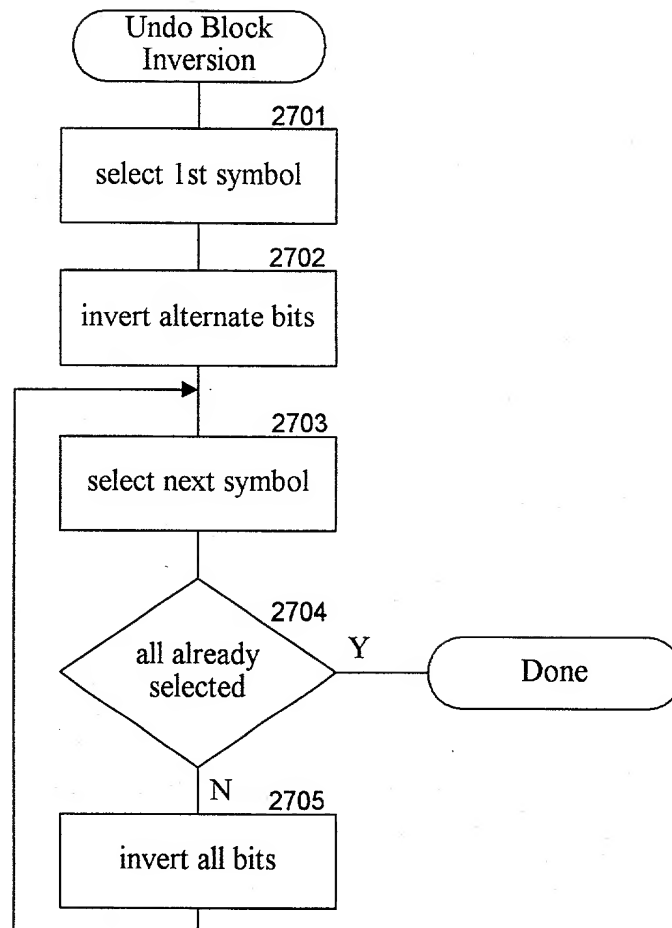 Undo Block
Inversion
2701
select 1st symbol
2702
invert alternate bits
2703
select next symbol
2704
all already
selected
Y
Done
N
2705
invert all bits